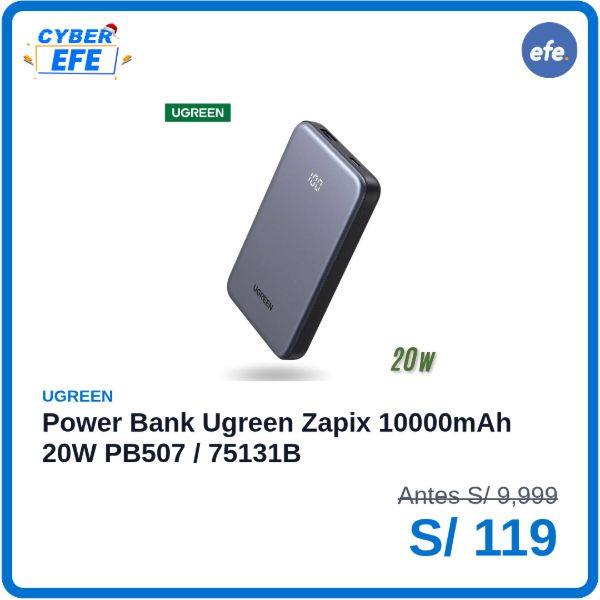 CYBER
EFE
efe.
UGREEN
100
UGREEN
20w
UGREEN
Power Bank Ugreen Zapix 10000mAh
20W PB507 / 75131B
Antes S/ 9,999
S/ 119